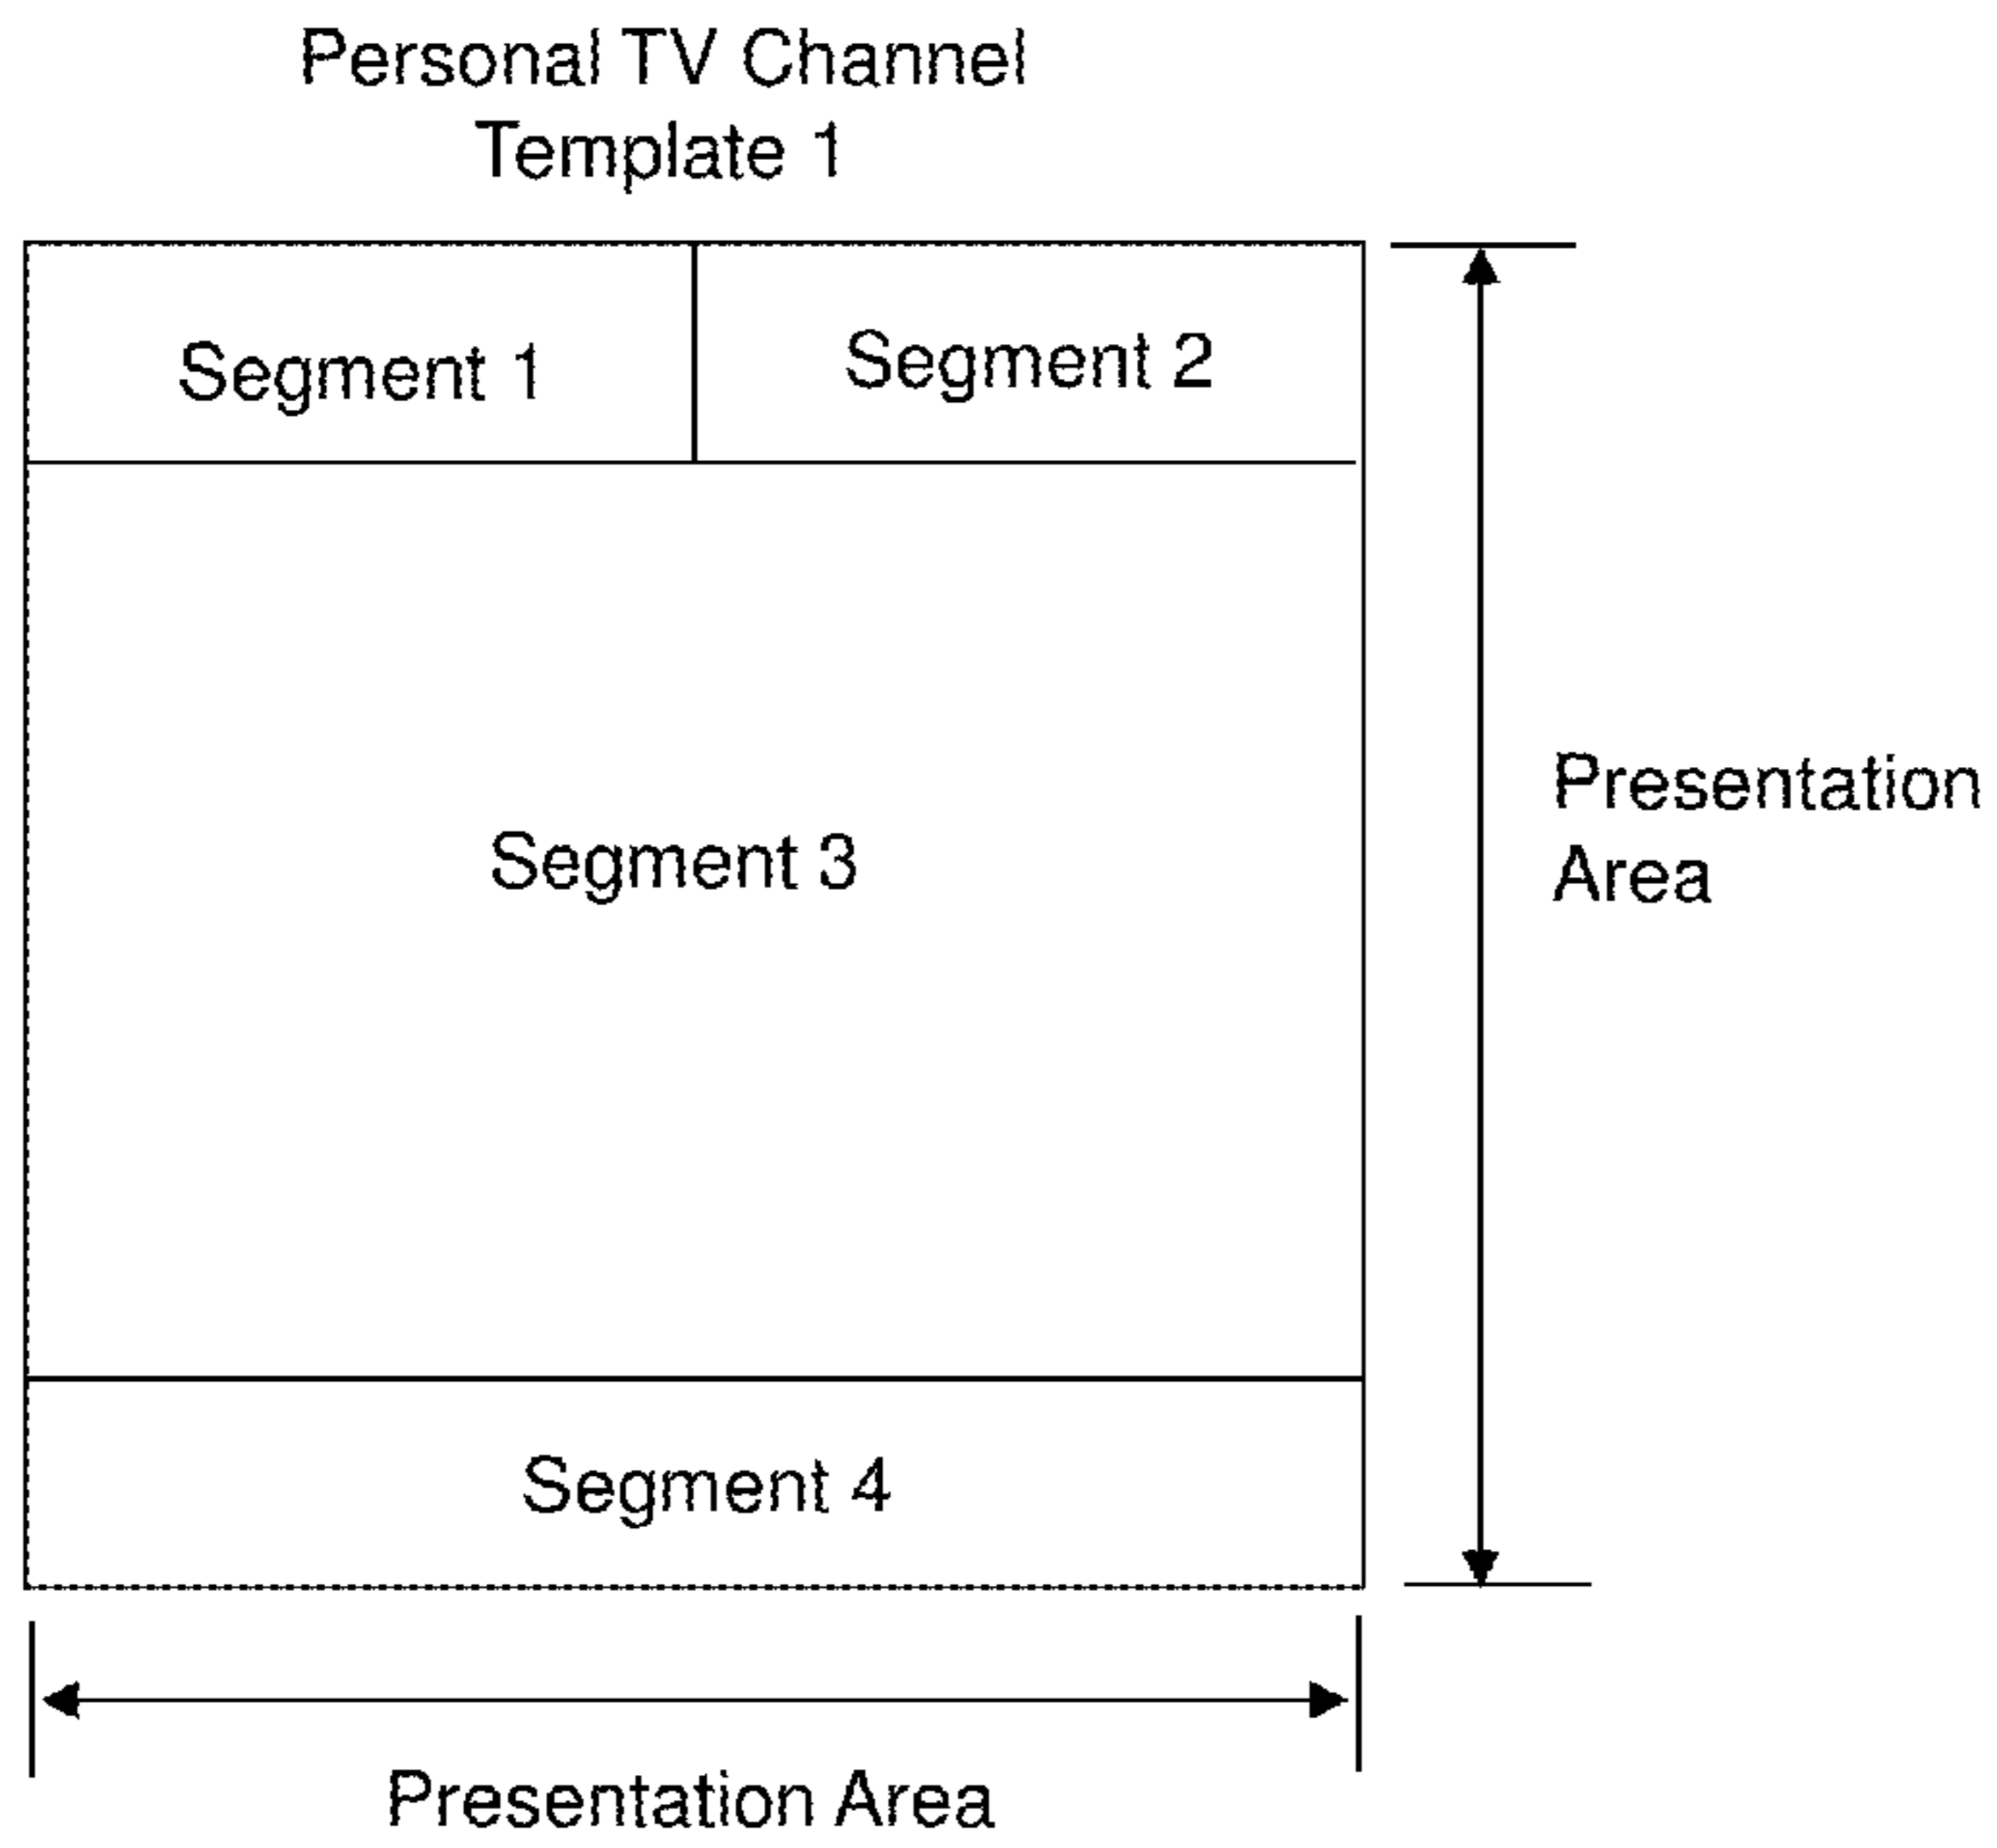 Personal TV Channel
Template 1
Segment 1
Segment 2
Segment 3
Presentation
Area
Segment 4
Presentation Area